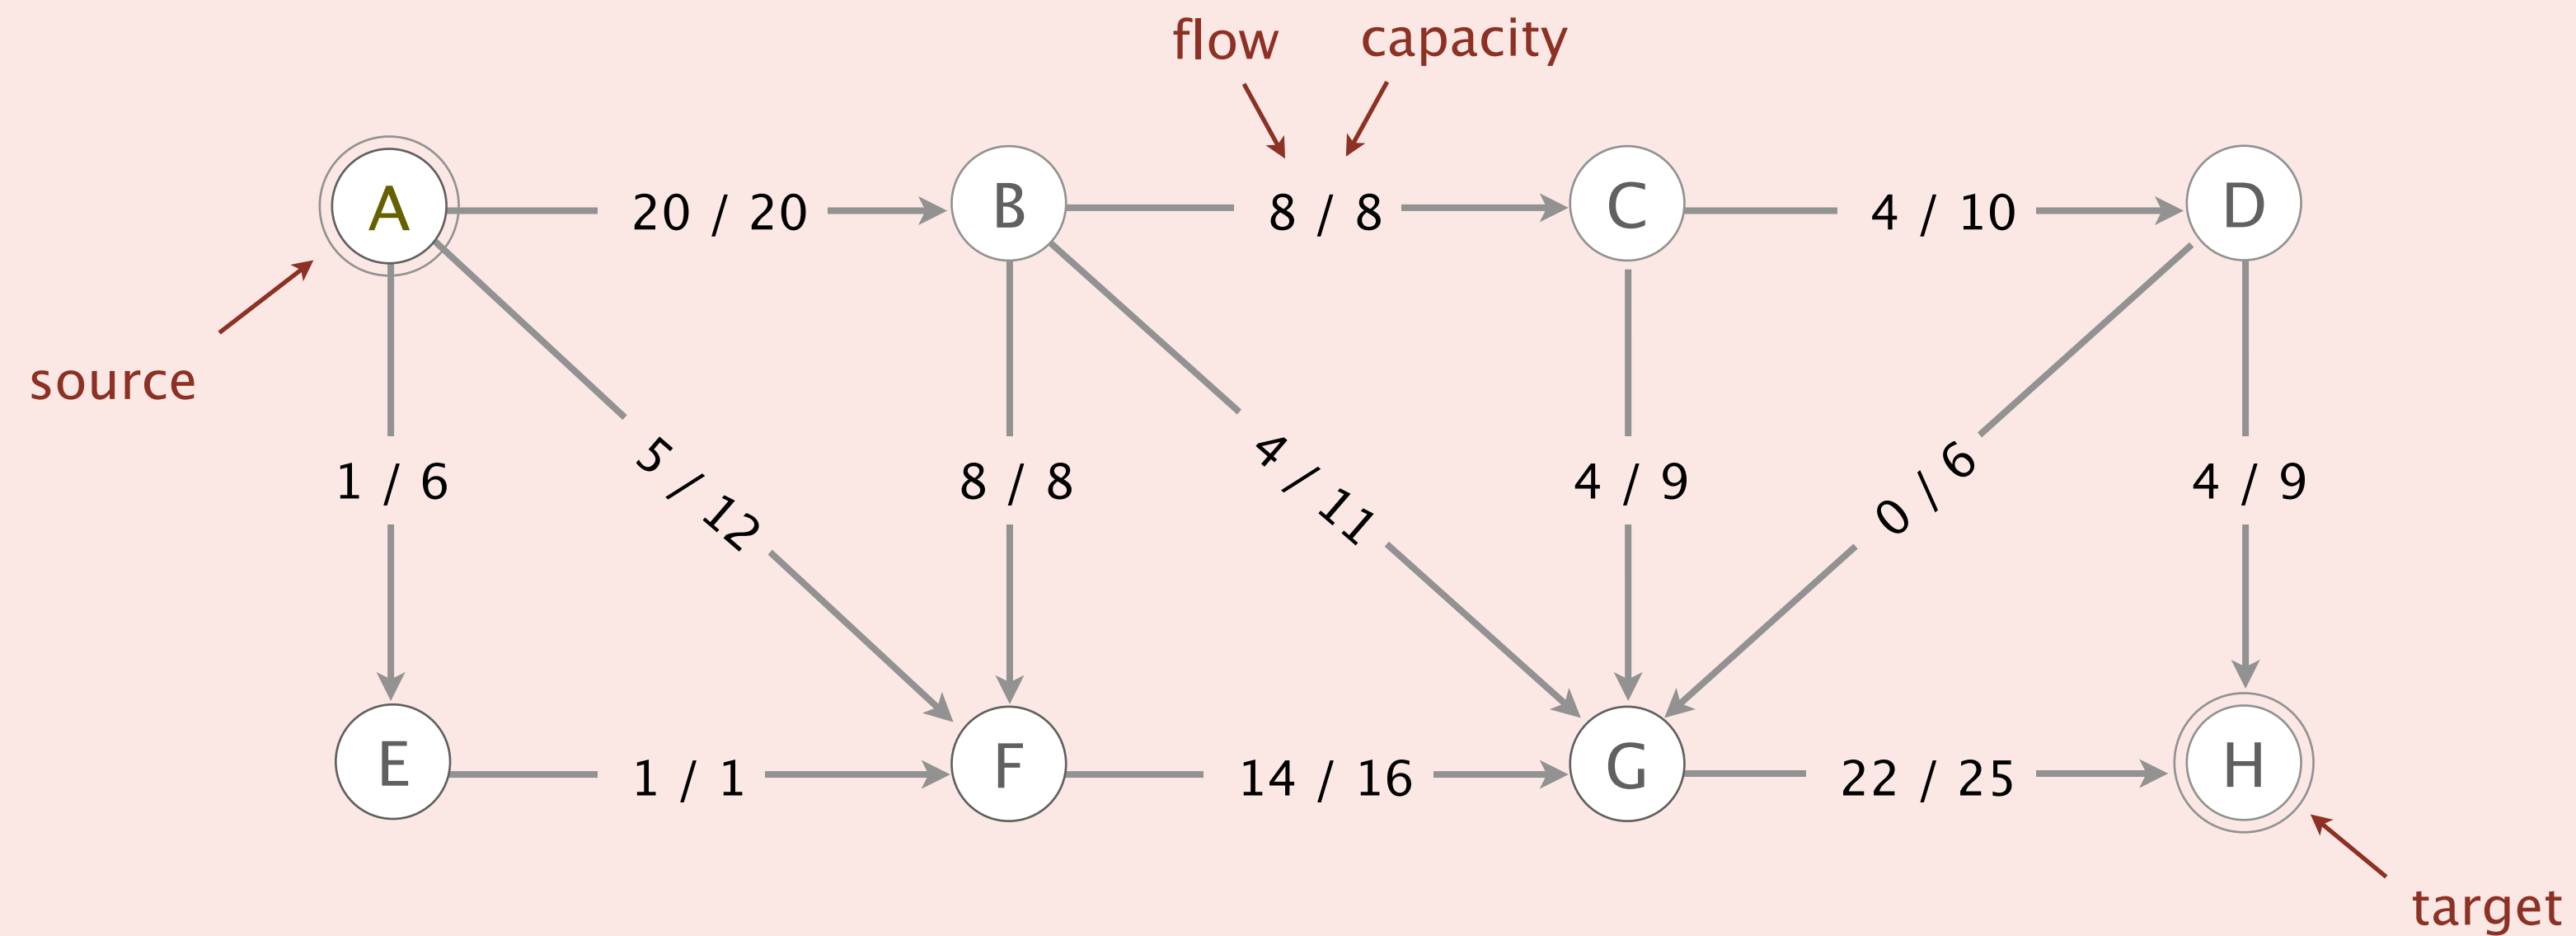 flow capacity
A 20 / 20 B 8 / 8 C 4 / 10 D
source
1 / 6 5 / 12 8 / 8 4 / 11 4 / 9 0 / 6 4 / 9
E 1 / 1 F 14 / 16 G 22 / 25 H
target